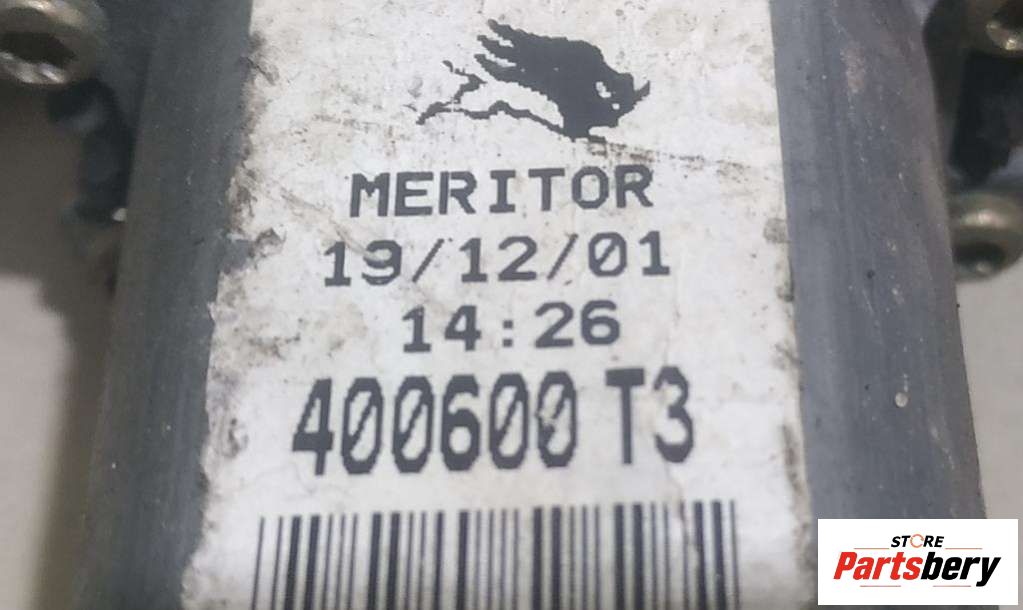 MERITOR
19/12/01
14:26
400600 T3
STORE
Partsbery